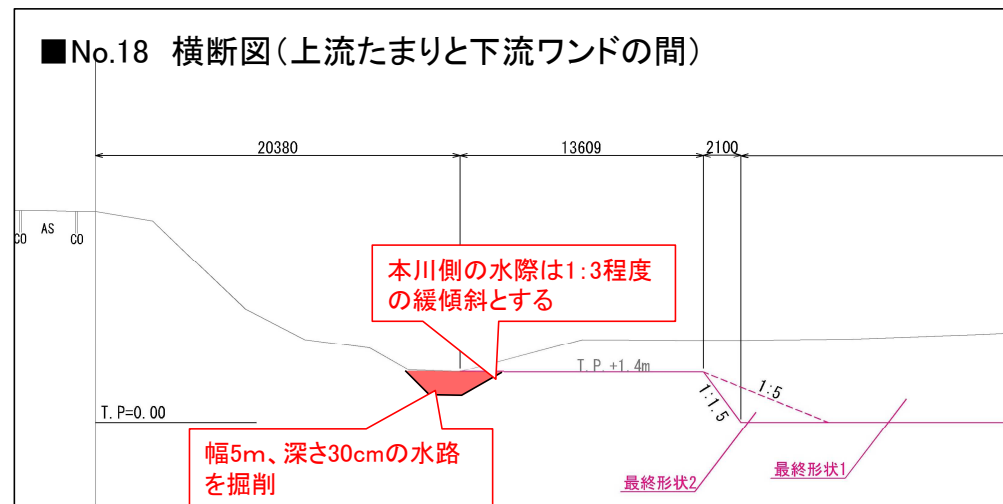 ■No.18 横断図(上流たまりと下流ワンドの間)
20380
13609
2100
AS
CO
CO
本川側の水際は1:3程度
の緩傾斜とする
T.P.+1.4m
1:5
1:1.5
T.P=0.00
幅5m、深さ30cmの水路
を掘削
最終形状2
最終形状1